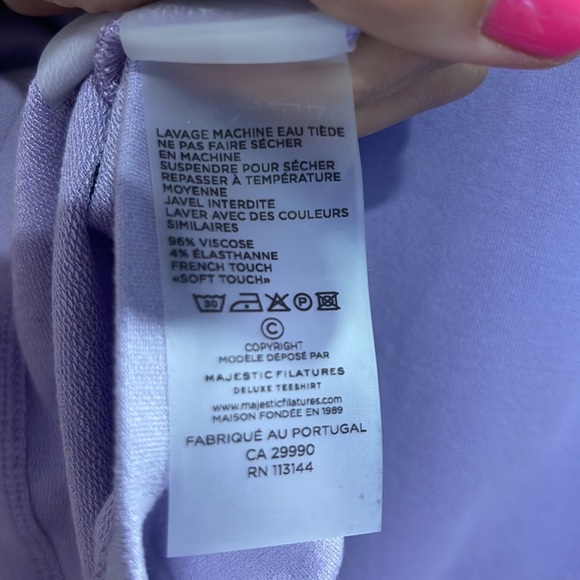 LAVAGE MACHINE EAU TIÈDE
NE PAS FAIRE SÉCHER
EN MACHINE
SUSPENDRE POUR SÉCHER
REPASSER À TEMPÉRATURE
MOYENNE
JAVEL INTERDITE
LAVER AVEC DES COULEURS
SIMILAIRES
96% VISCOSE
4% ÉLASTHANNE
FRENCH TOUCH
«SOFT TOUCH»
30 P
©
COPYRIGHT
MODÈLE DÉPOSÉ PAR
MAJESTIC FILATURES
DELUXE TEESHIRT
www.majesticfilatures.com
MAISON FONDÉE EN 1989
FABRIQUÉ AU PORTUGAL
CA 29990
RN 113144